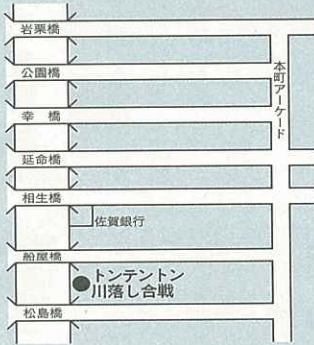 岩栗橋
公園橋
本町アーケード
幸 橋
延命橋
相生橋
佐賀銀行
船屋橋
トンテントン
川落し合戦
松島橋